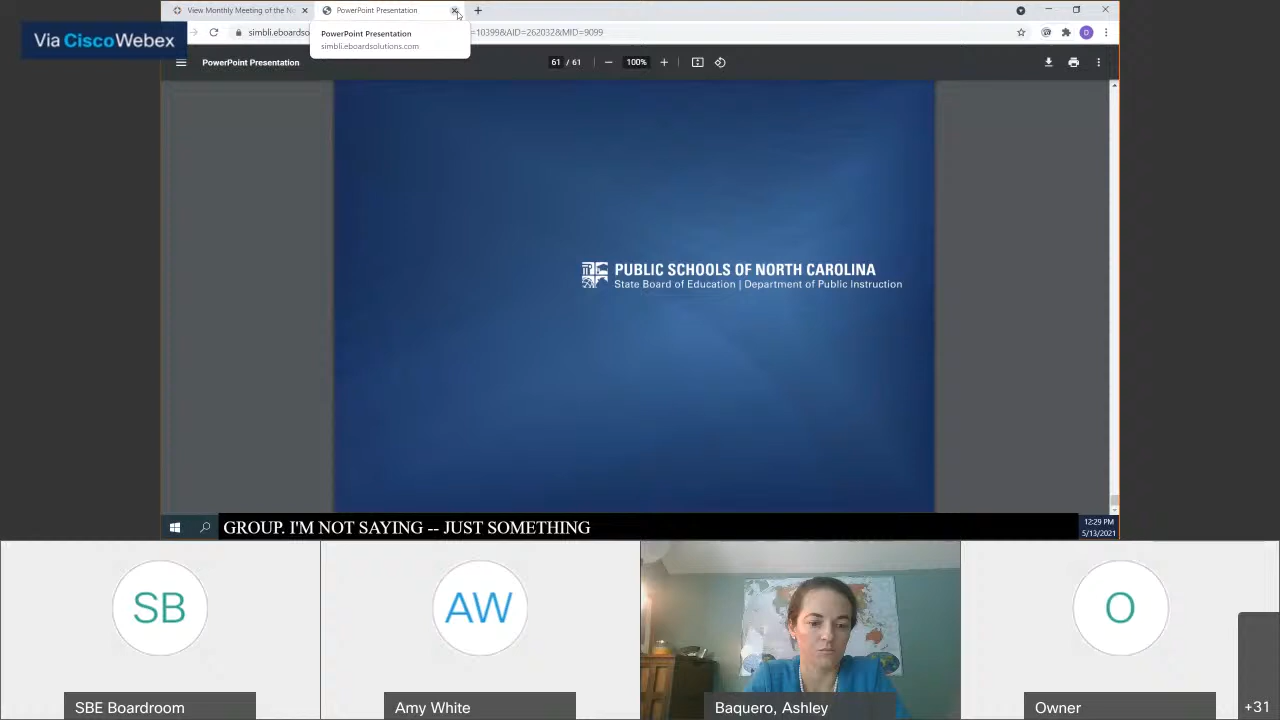 View Monthly Meeting of the No
PowerPoint Presentation
Via CiscoWebex
simbli.eboardso
=10399&AID=262032&MID=9099
PowerPoint Presentation
simbli.eboardsolutions.com
D
PowerPoint Presentation
61 / 61
100%
PUBLIC SCHOOLS OF NORTH CAROLINA
State Board of Education | Department of Public Instruction
GROUP. I'M NOT SAYING -- JUST SOMETHING
12:29 PM
5/13/2021
SB
AW
O
SBE Boardroom
Amy White
Baquero, Ashley
Owner
+31